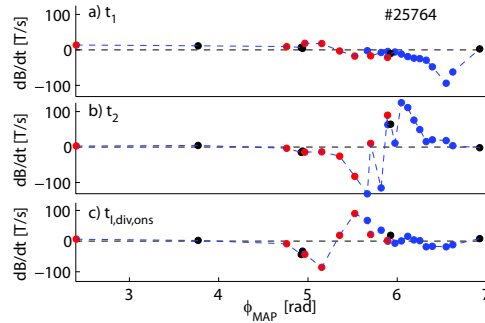 a) t1
#25764
dB/dt [T/s]
100
0
-100
b) t2
dB/dt [T/s]
100
0
-100
c) tI,div,ons
dB/dt [T/s]
100
0
-100
3 4 5 6 7
ϕMAP [rad]